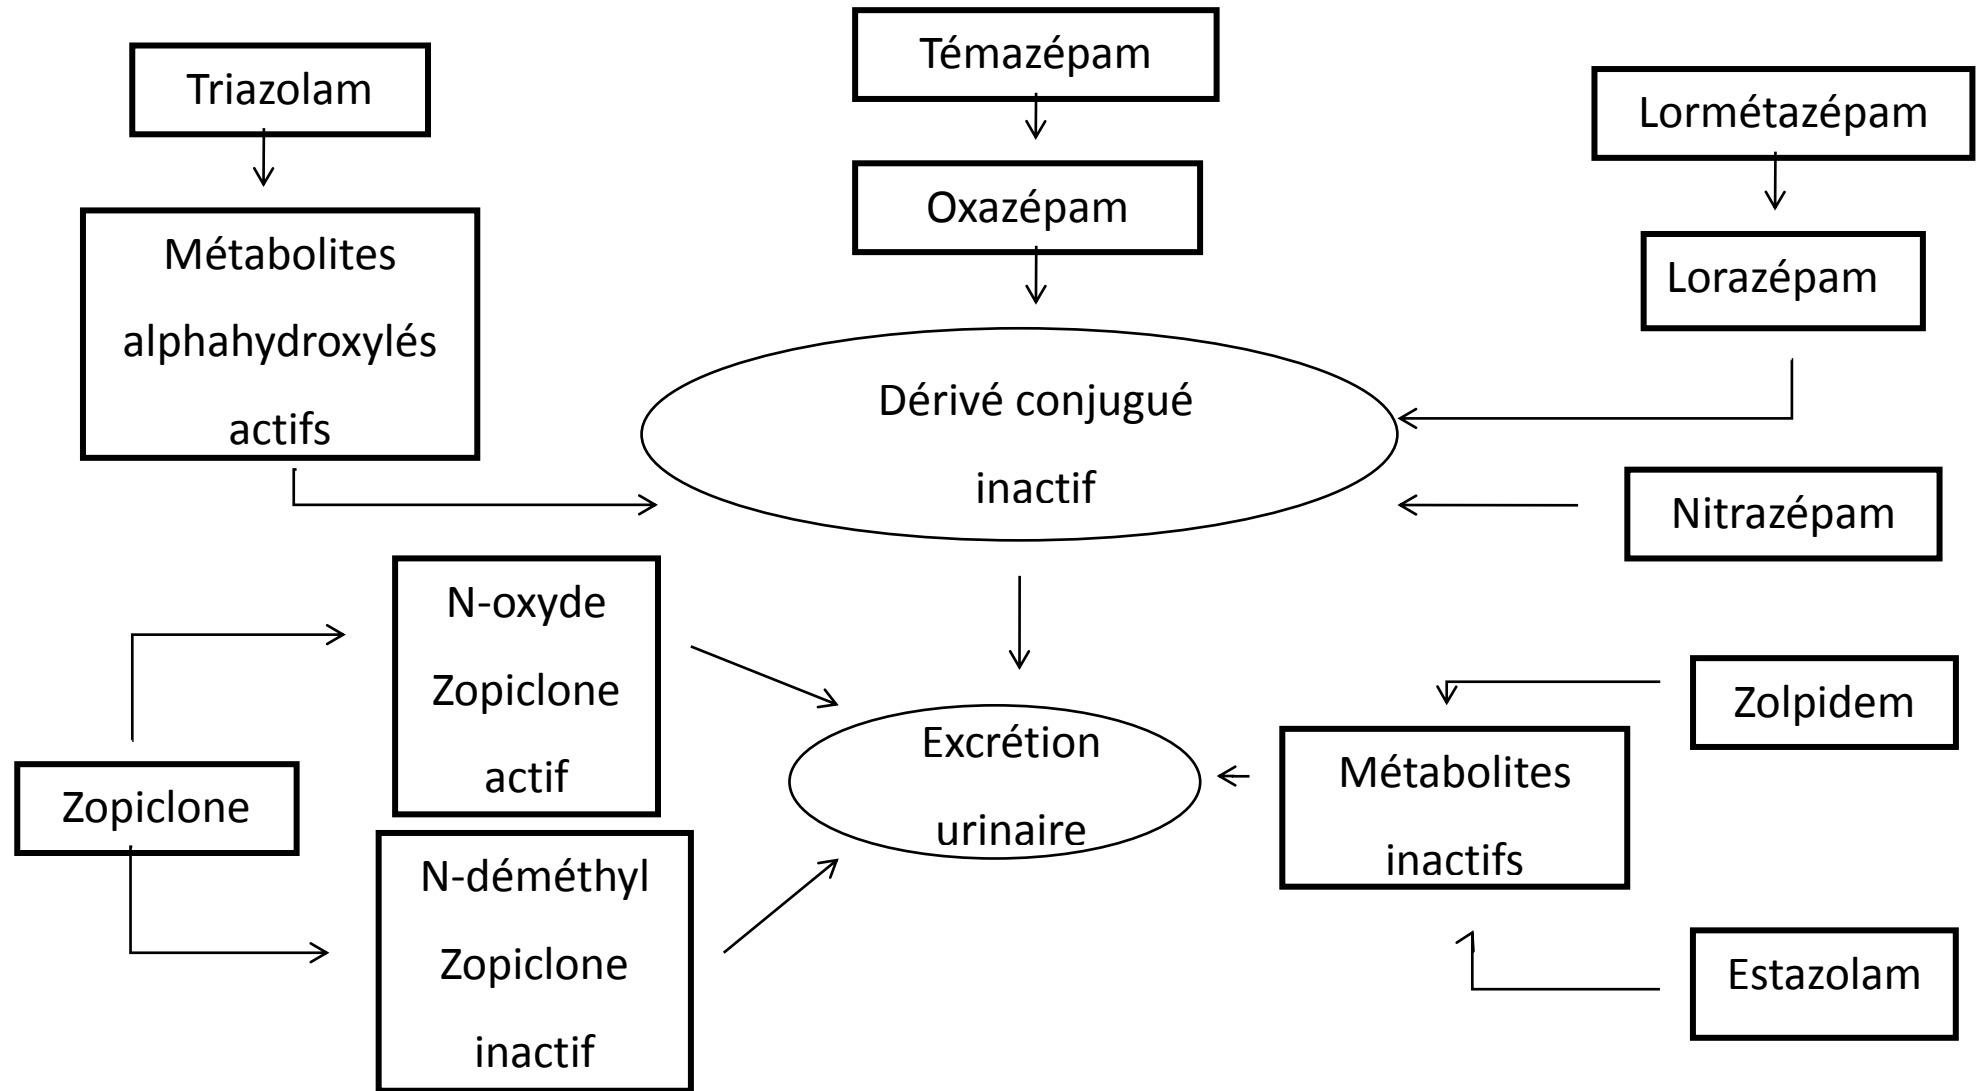 Triazolam
Témazépam
Lormétazépam
Oxazépam
Lorazépam
Métabolites
alphahydroxylés
actifs
Dérivé conjugué
inactif
Nitrazépam
N-oxyde
Zopiclone
actif
Zolpidem
Excrétion
urinaire
Métabolites
inactifs
Zopiclone
N-déméthyl
Zopiclone
inactif
Estazolam